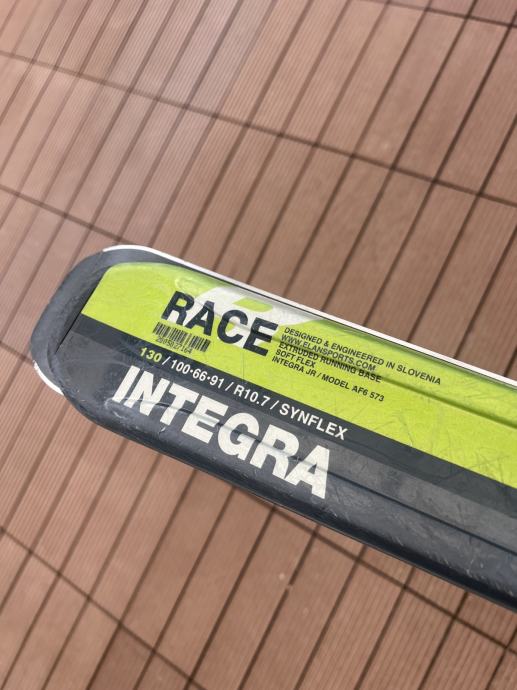 RACE
DESIGNED & ENGINEERED IN SLOVENIA
WWW.ELANSPORTS.COM
EXTRUDED RUNNING BASE
SOFT FLEX
INTEGRA JR / MODEL AF6 573
130 / 100-66-91 / R10.7 / SYNFLEX
INTEGRA